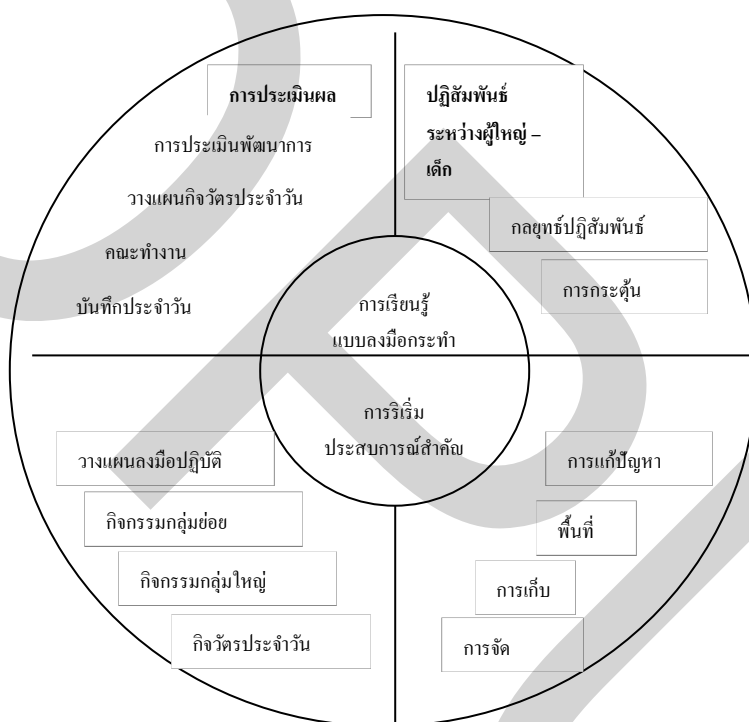 การประเมินผล
การประเมินพัฒนาการ
วางแผนกิจวัตรประจำวัน
คณะทำงาน
บันทึกประจำวัน
ปฏิสัมพันธ์
ระหว่างผู้ใหญ่ –
เด็ก
กลยุทธ์ปฏิสัมพันธ์
การกระตุ้น
การเรียนรู้
แบบลงมือกระทำ
การริเริ่ม
ประสบการณ์สำคัญ
วางแผนลงมือปฏิบัติ
กิจกรรมกลุ่มย่อย
กิจกรรมกลุ่มใหญ่
กิจวัตรประจำวัน
การแก้ปัญหา
พื้นที่
การเก็บ
การจัด